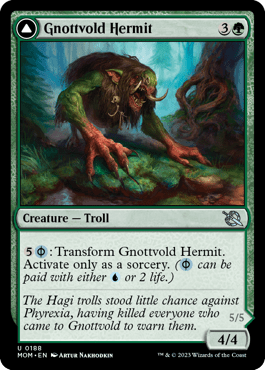 Gnottvold Hermit 3
Creature — Troll
5 : Transform Gnottvold Hermit.
Activate only as a sorcery. ( can be
paid with either or 2 life.)
The Hagi trolls stood little chance against
Phyrexia, having killed everyone who
came to Gnottvold to warn them.
5/5
4/4
U 0188
MOM • EN ARTUR NAKHODKIN
™ & © 2023 Wizards of the Coast